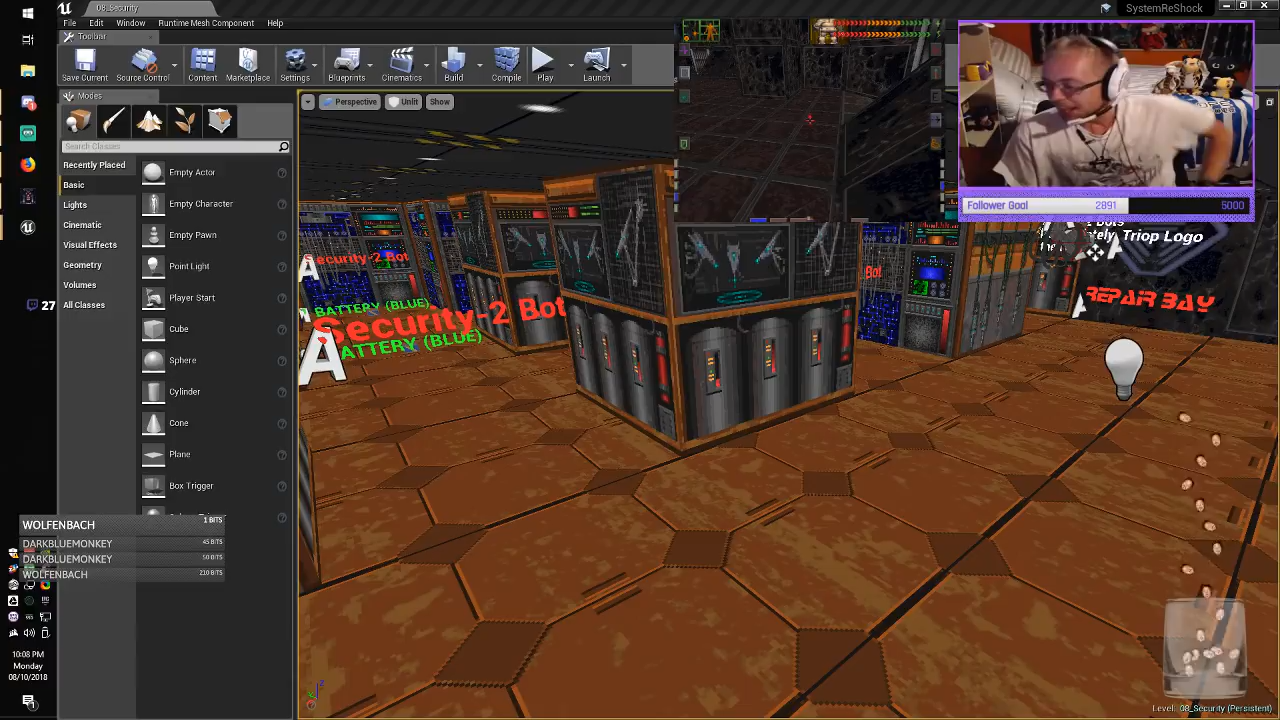 08_Security
SystemReShock
File Edit Window Runtime Mesh Component Help
Toolbar
Save Current Source Control Content Marketplace Settings Blueprints Cinematics Build Compile Play Launch
Modes
Perspective Unlit Show
Search Classes
Recently Placed
Basic
Lights
Cinematic
Visual Effects
Geometry
Volumes
All Classes
Empty Actor
Empty Character
Empty Pawn
Point Light
Player Start
Cube
Sphere
Cylinder
Cone
Plane
Box Trigger
Follower Goal 2891 5000
Triop Logo
REPAIR BAY
Security-2 Bot
BATTERY (BLUE)
Security-2 Bot
BATTERY (BLUE)
Bot
27
WOLFENBACH 1 BITS
DARKBLUEMONKEY 45 BITS
DARKBLUEMONKEY 50 BITS
WOLFENBACH 210 BITS
10:08 PM
Monday
08/10/2018
Level: 08_Security (Persistent)